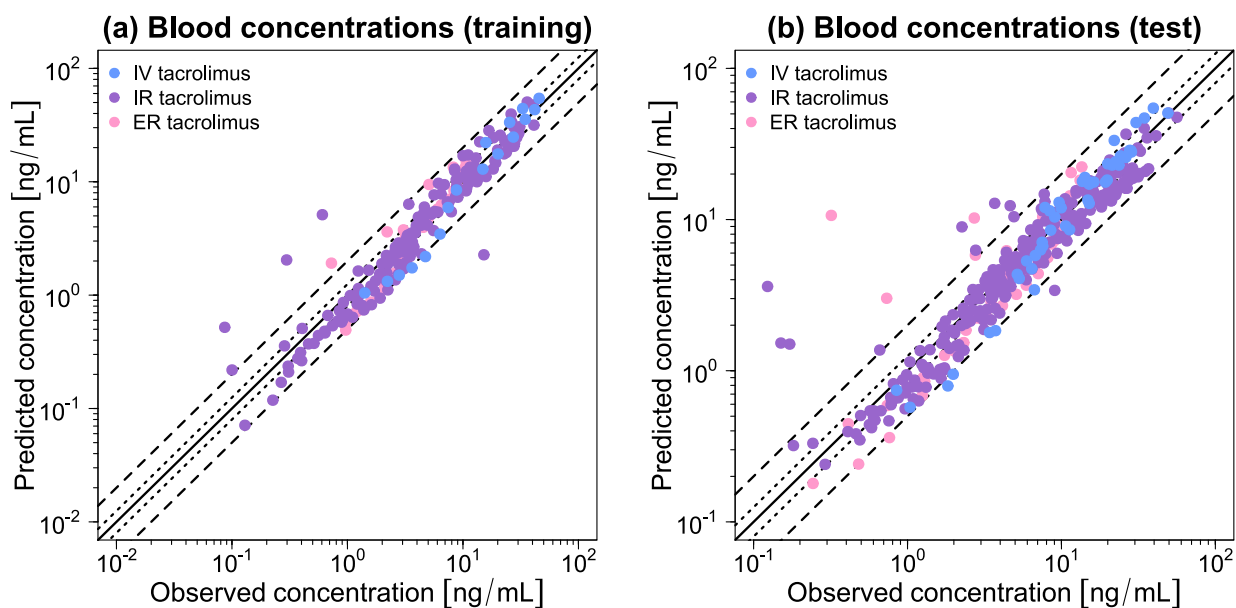 (a) Blood concentrations (training)
Predicted concentration [ng/mL]
10²
10¹
10⁰
10⁻¹
10⁻²
IV tacrolimus
IR tacrolimus
ER tacrolimus
10⁻² 10⁻¹ 10⁰ 10¹ 10²
Observed concentration [ng/mL]
(b) Blood concentrations (test)
Predicted concentration [ng/mL]
10²
10¹
10⁰
10⁻¹
IV tacrolimus
IR tacrolimus
ER tacrolimus
10⁻¹ 10⁰ 10¹ 10²
Observed concentration [ng/mL]